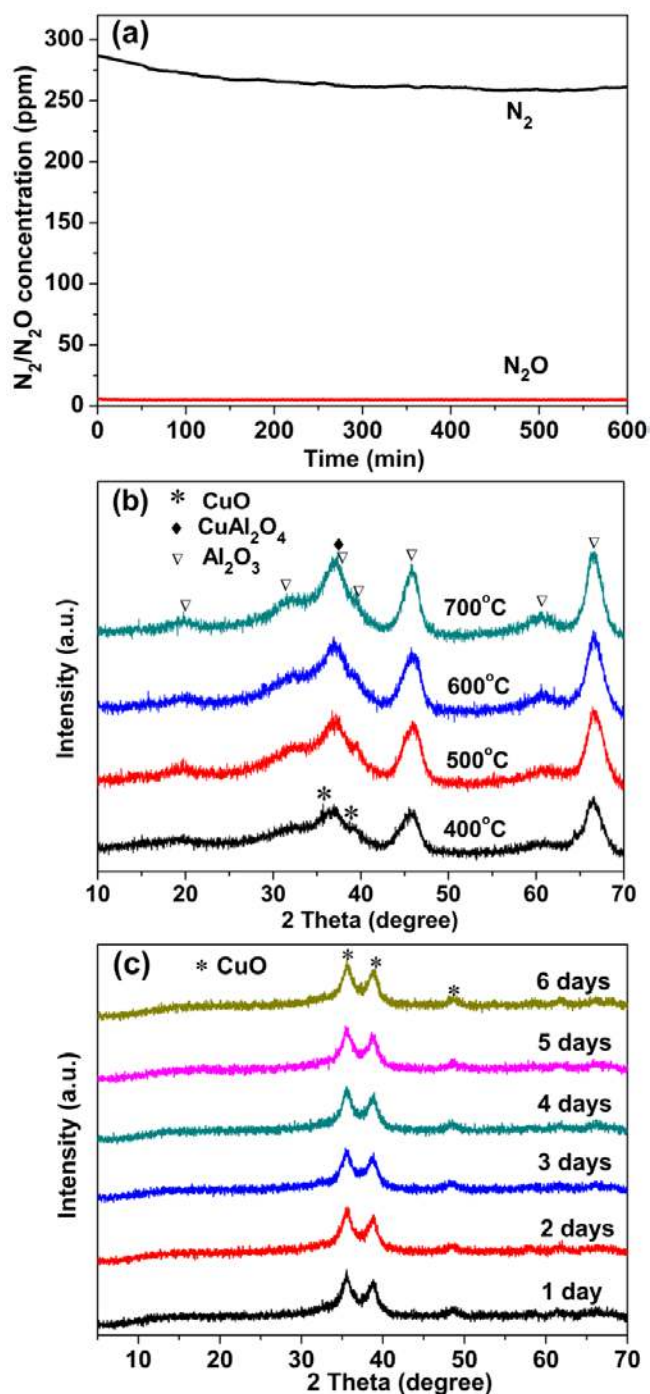 (a)
300
250
200
150
100
50
0
N₂/N₂O concentration (ppm)
N₂
N₂O
0 100 200 300 400 500 600
Time (min)
(b)
* CuO
♦ CuAl₂O₄
▽ Al₂O₃
700°C
600°C
500°C
400°C
* *
Intensity (a.u.)
10 20 30 40 50 60 70
2 Theta (degree)
(c)
* CuO
* * *
6 days
5 days
4 days
3 days
2 days
1 day
Intensity (a.u.)
10 20 30 40 50 60 70
2 Theta (degree)